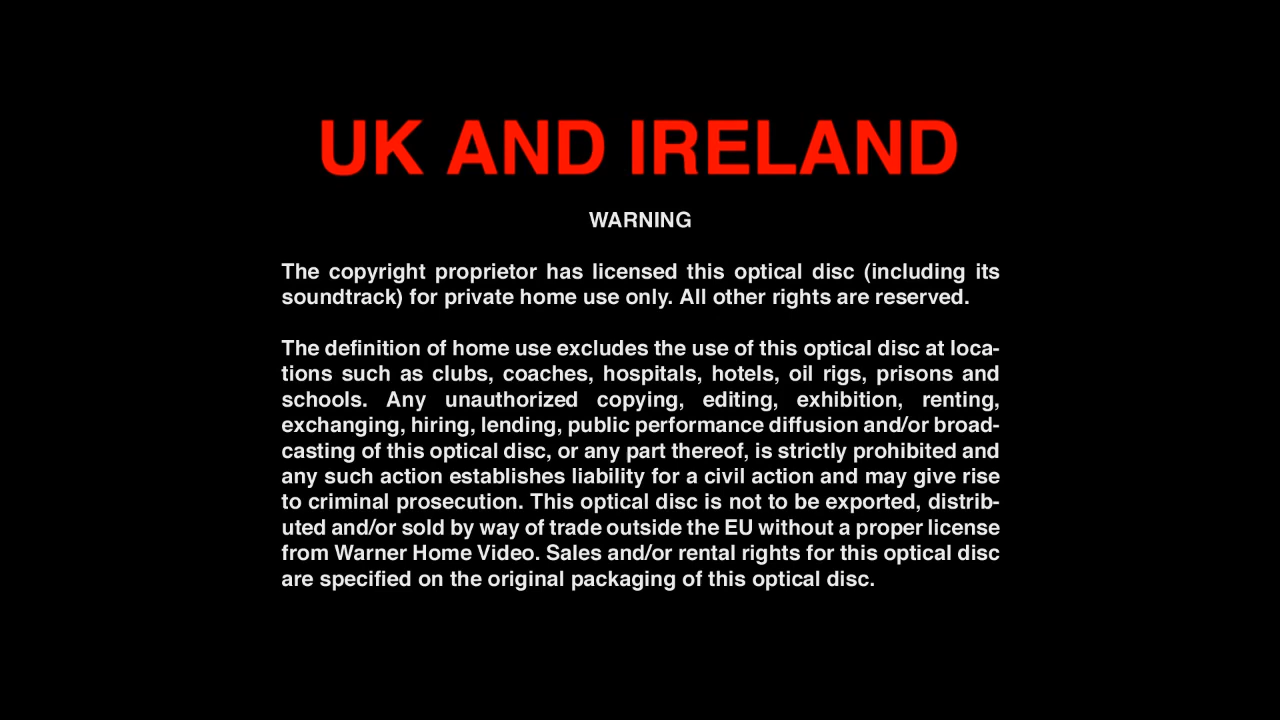 UK AND IRELAND
WARNING
The copyright proprietor has licensed this optical disc (including its
soundtrack) for private home use only. All other rights are reserved.
The definition of home use excludes the use of this optical disc at loca-
tions such as clubs, coaches, hospitals, hotels, oil rigs, prisons and
schools. Any unauthorized copying, editing, exhibition, renting,
exchanging, hiring, lending, public performance diffusion and/or broad-
casting of this optical disc, or any part thereof, is strictly prohibited and
any such action establishes liability for a civil action and may give rise
to criminal prosecution. This optical disc is not to be exported, distrib-
uted and/or sold by way of trade outside the EU without a proper license
from Warner Home Video. Sales and/or rental rights for this optical disc
are specified on the original packaging of this optical disc.